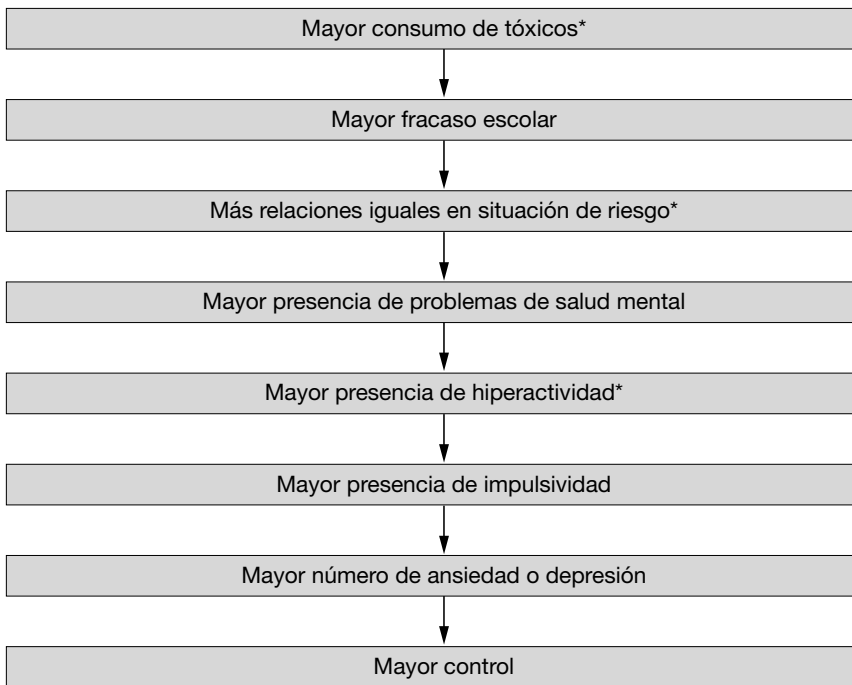 Mayor consumo de tóxicos*
Mayor fracaso escolar
Más relaciones iguales en situación de riesgo*
Mayor presencia de problemas de salud mental
Mayor presencia de hiperactividad*
Mayor presencia de impulsividad
Mayor número de ansiedad o depresión
Mayor control